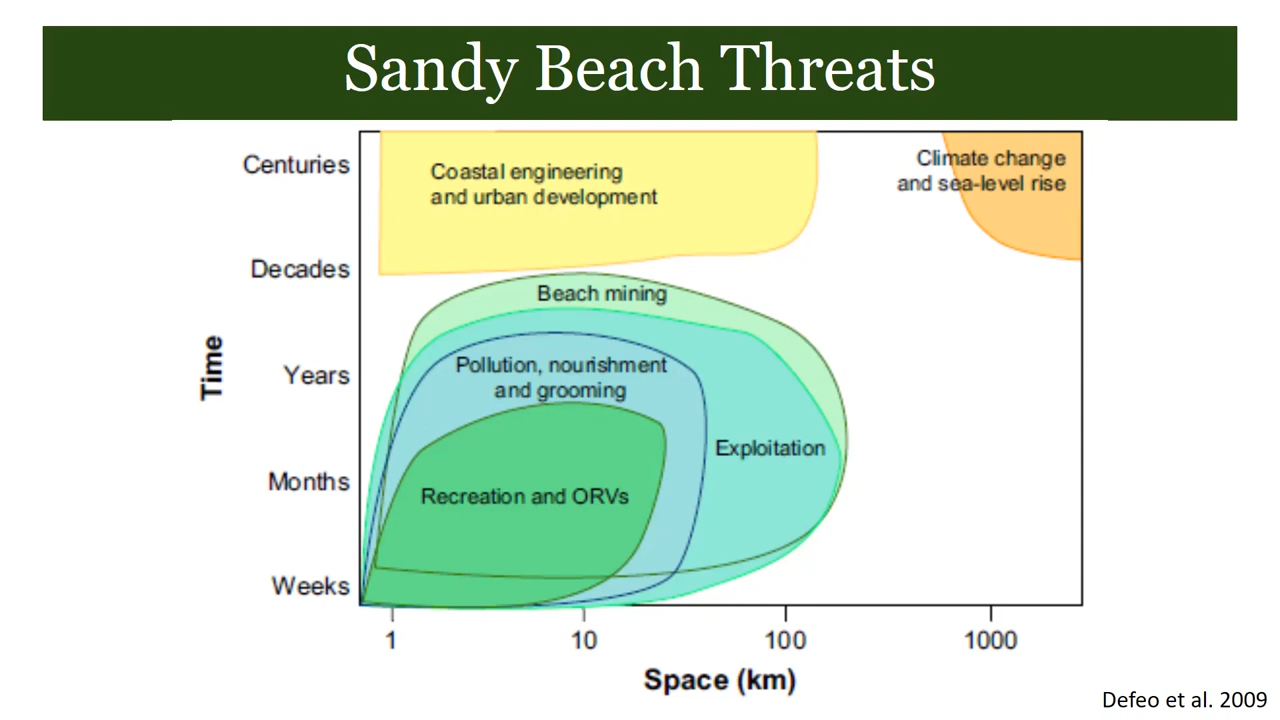 Sandy Beach Threats
Centuries
Decades
Years
Months
Weeks
Time
Coastal engineering
and urban development
Climate change
and sea-level rise
Beach mining
Pollution, nourishment
and grooming
Exploitation
Recreation and ORVs
1
10
100
1000
Space (km)
Defeo et al. 2009